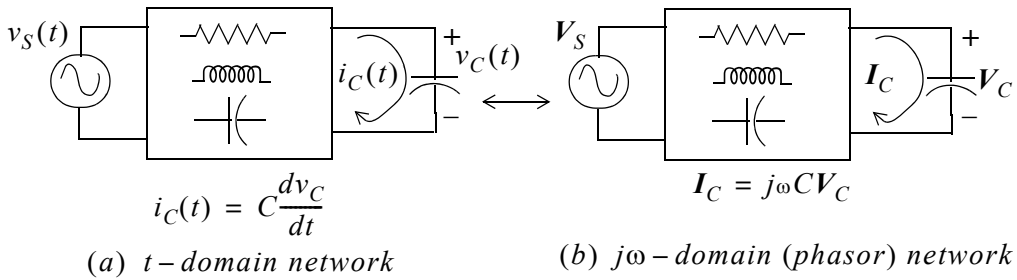 v_S(t)
i_C(t)
+
v_C(t)
−
i_C(t) = C dv_C/dt
(a) t − domain network
V_S
I_C
+
V_C
−
I_C = jωCV_C
(b) jω − domain (phasor) network